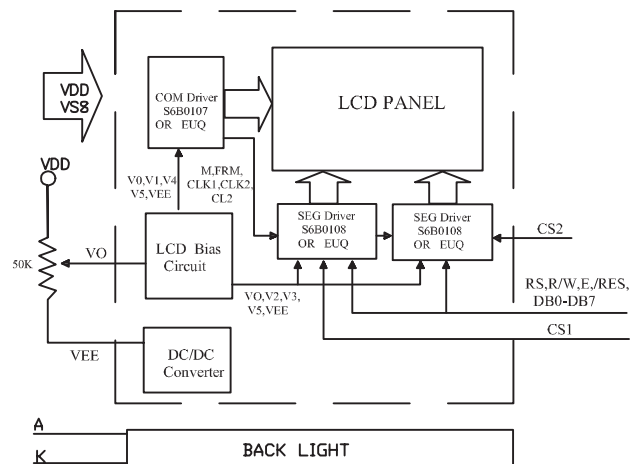 VDD
VSS
COM Driver
S6B0107
OR EUQ
LCD PANEL
VDD
V0,V1,V4
V5,VEE
M,FRM,
CLK1,CLK2,
CL2
SEG Driver
S6B0108
OR EUQ
SEG Driver
S6B0108
OR EUQ
CS2
50K
VO
LCD Bias
Circuit
VO,V2,V3,
V5,VEE
RS,R/W,E,/RES,
DB0-DB7
CS1
VEE
DC/DC
Converter
A
K
BACK LIGHT